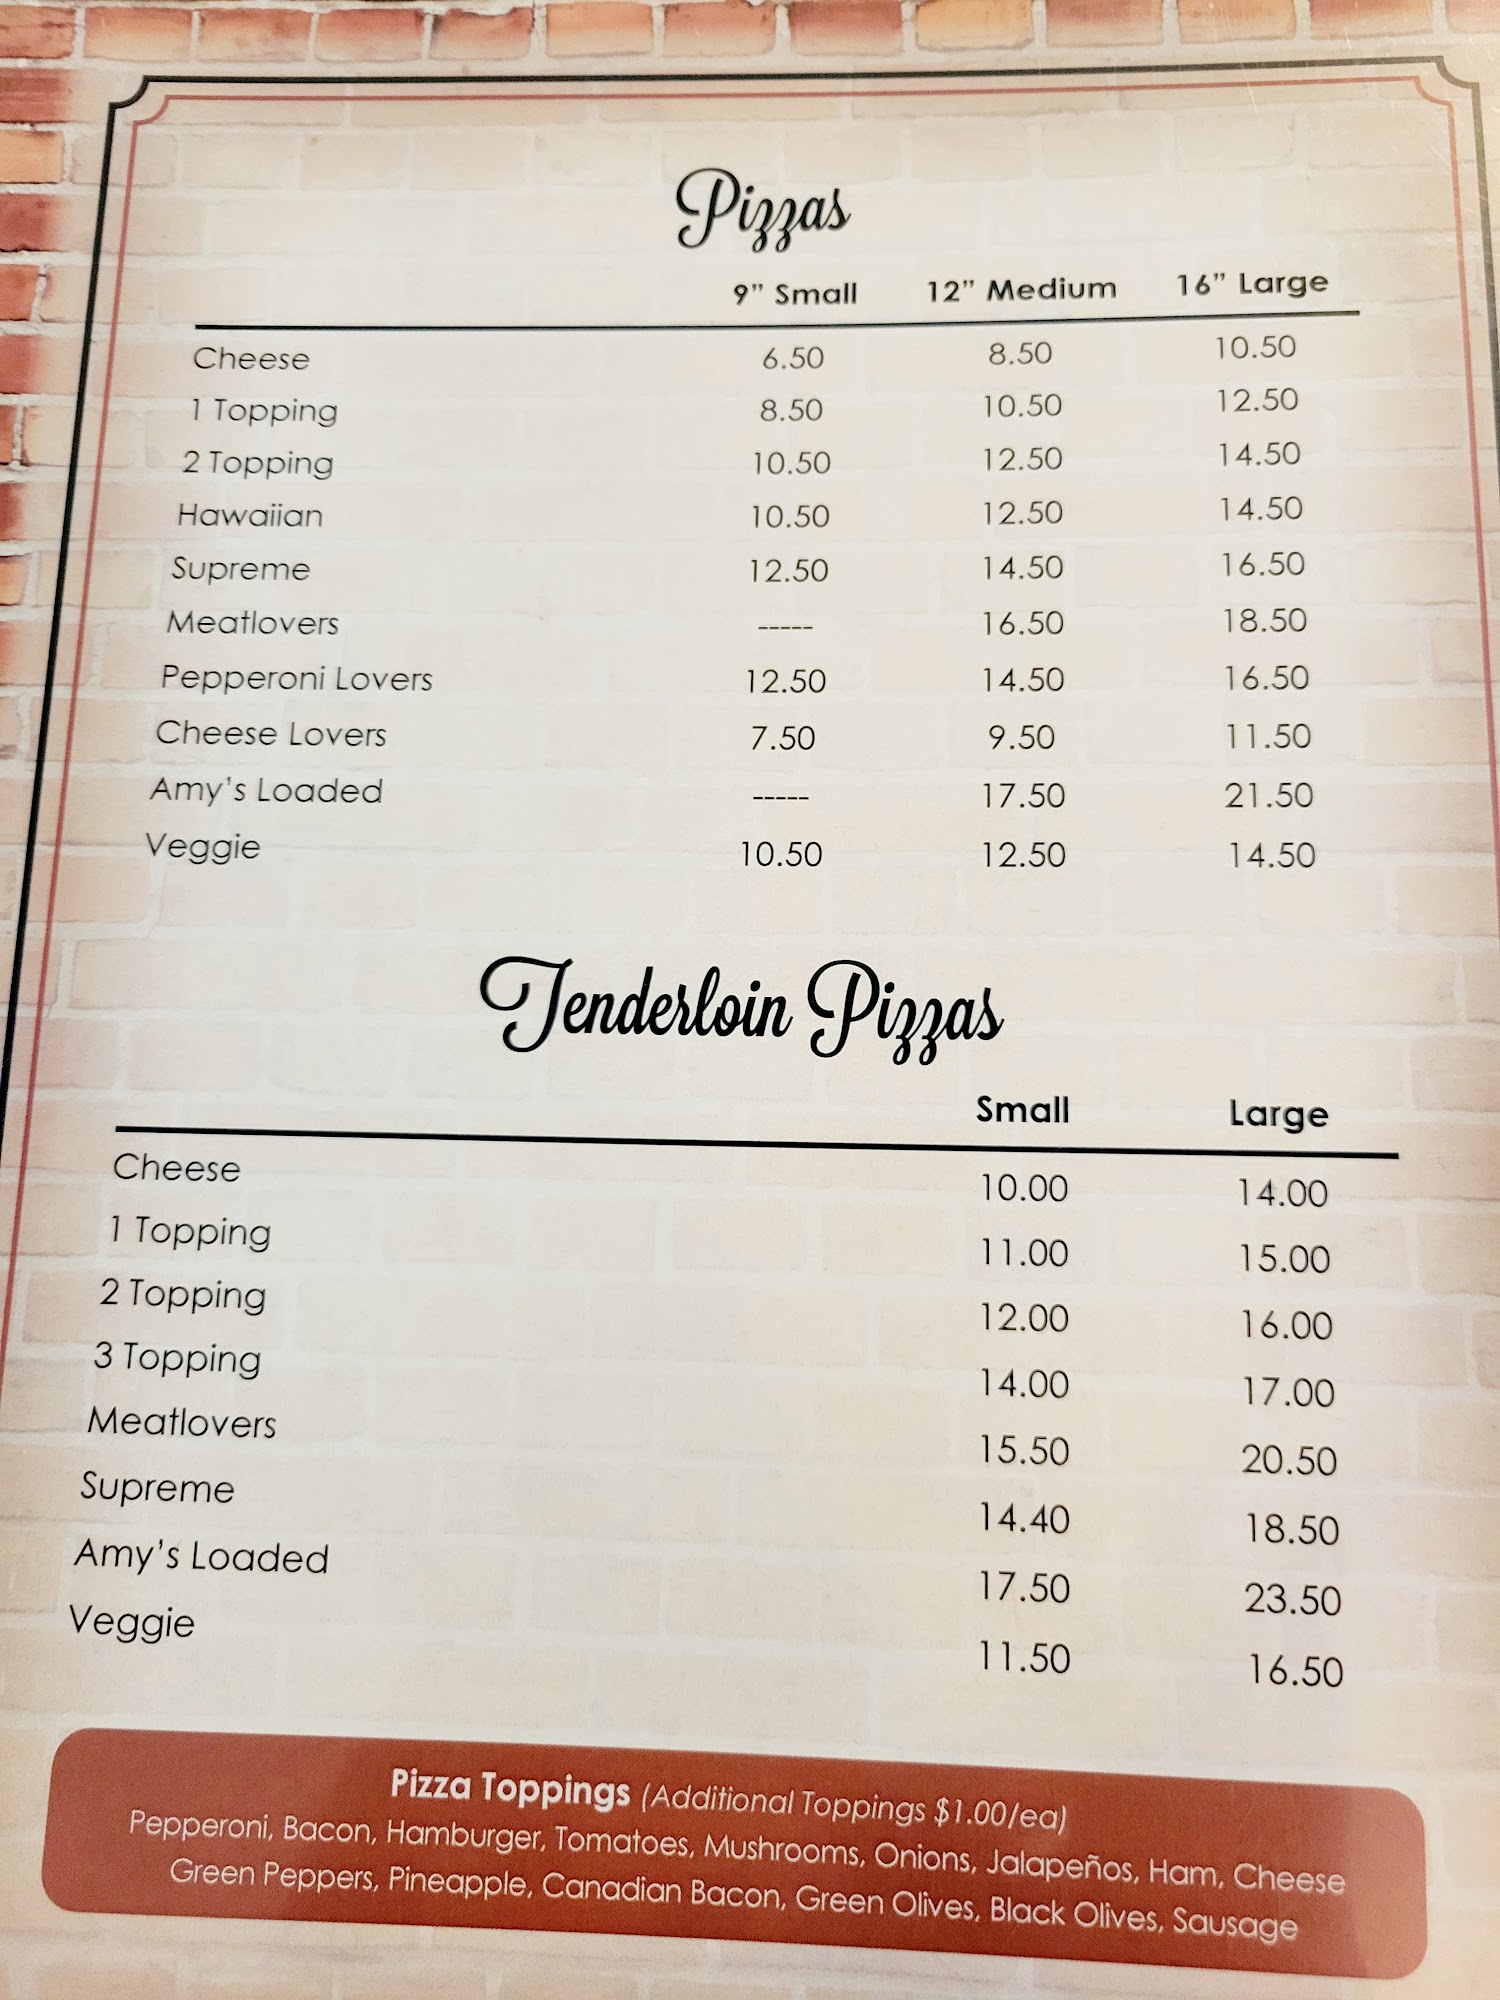 Pizzas
9" Small 12" Medium 16" Large
Cheese 6.50 8.50 10.50
1 Topping 8.50 10.50 12.50
2 Topping 10.50 12.50 14.50
Hawaiian 10.50 12.50 14.50
Supreme 12.50 14.50 16.50
Meatlovers ----- 16.50 18.50
Pepperoni Lovers 12.50 14.50 16.50
Cheese Lovers 7.50 9.50 11.50
Amy's Loaded ----- 17.50 21.50
Veggie 10.50 12.50 14.50
Tenderloin Pizzas
Small Large
Cheese 10.00 14.00
1 Topping 11.00 15.00
2 Topping 12.00 16.00
3 Topping 14.00 17.00
Meatlovers 15.50 20.50
Supreme 14.40 18.50
Amy's Loaded 17.50 23.50
Veggie 11.50 16.50
Pizza Toppings (Additional Toppings $1.00/ea)
Pepperoni, Bacon, Hamburger, Tomatoes, Mushrooms, Onions, Jalapeños, Ham, Cheese
Green Peppers, Pineapple, Canadian Bacon, Green Olives, Black Olives, Sausage